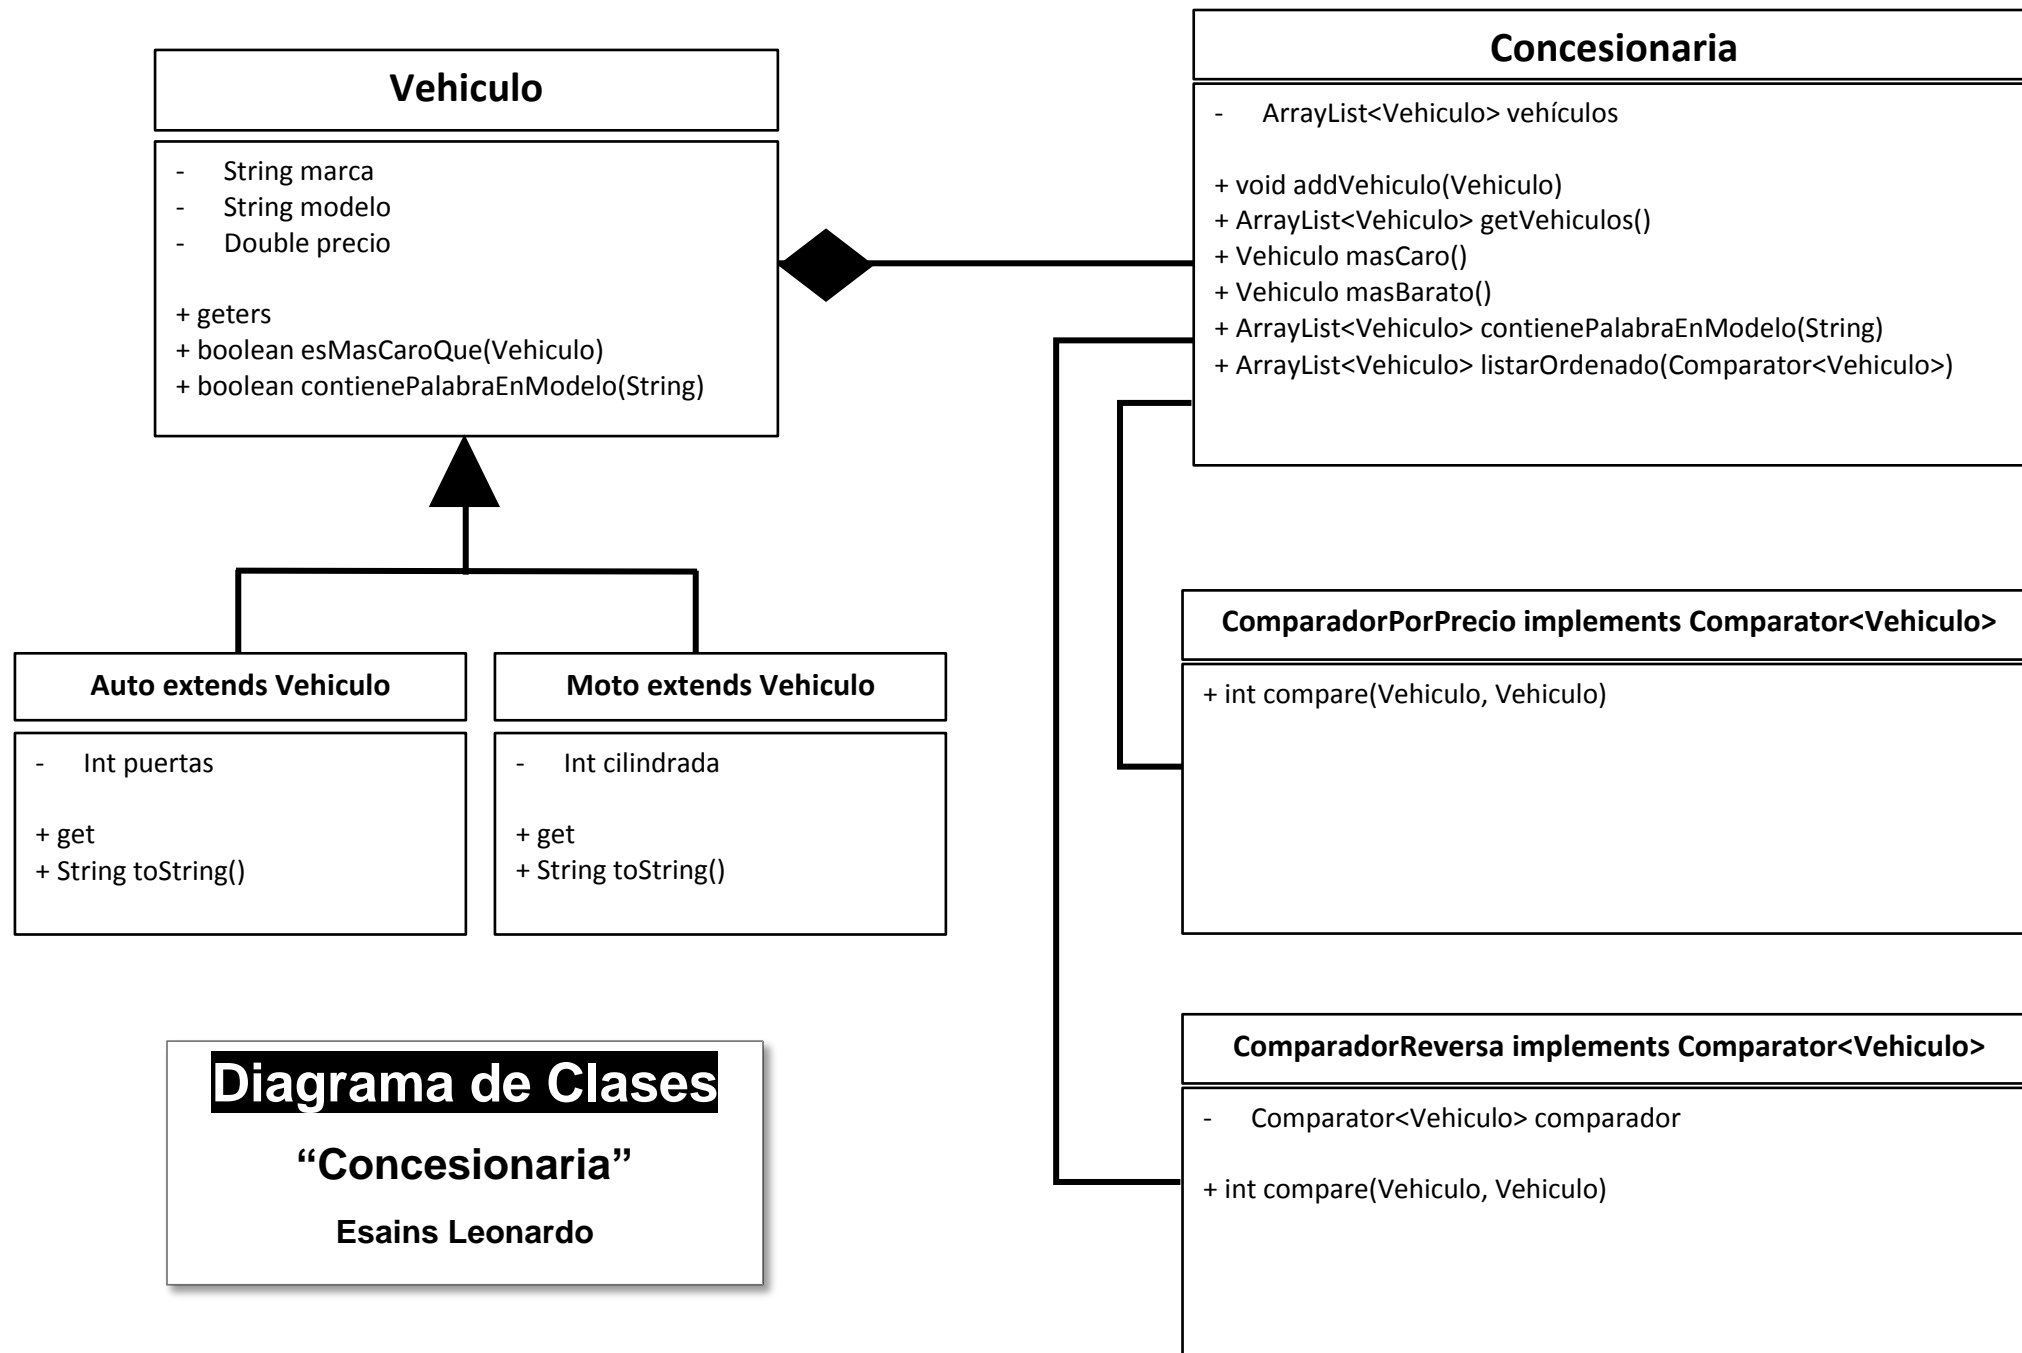 Vehiculo
- String marca
- String modelo
- Double precio
+ geters
+ boolean esMasCaroQue(Vehiculo)
+ boolean contienePalabraEnModelo(String)
Concesionaria
- ArrayList<Vehiculo> vehículos
+ void addVehiculo(Vehiculo)
+ ArrayList<Vehiculo> getVehiculos()
+ Vehiculo masCaro()
+ Vehiculo masBarato()
+ ArrayList<Vehiculo> contienePalabraEnModelo(String)
+ ArrayList<Vehiculo> listarOrdenado(Comparator<Vehiculo>)
Auto extends Vehiculo
- Int puertas
+ get
+ String toString()
Moto extends Vehiculo
- Int cilindrada
+ get
+ String toString()
ComparadorPorPrecio implements Comparator<Vehiculo>
+ int compare(Vehiculo, Vehiculo)
ComparadorReversa implements Comparator<Vehiculo>
- Comparator<Vehiculo> comparador
+ int compare(Vehiculo, Vehiculo)
Diagrama de Clases
“Concesionaria”
Esains Leonardo